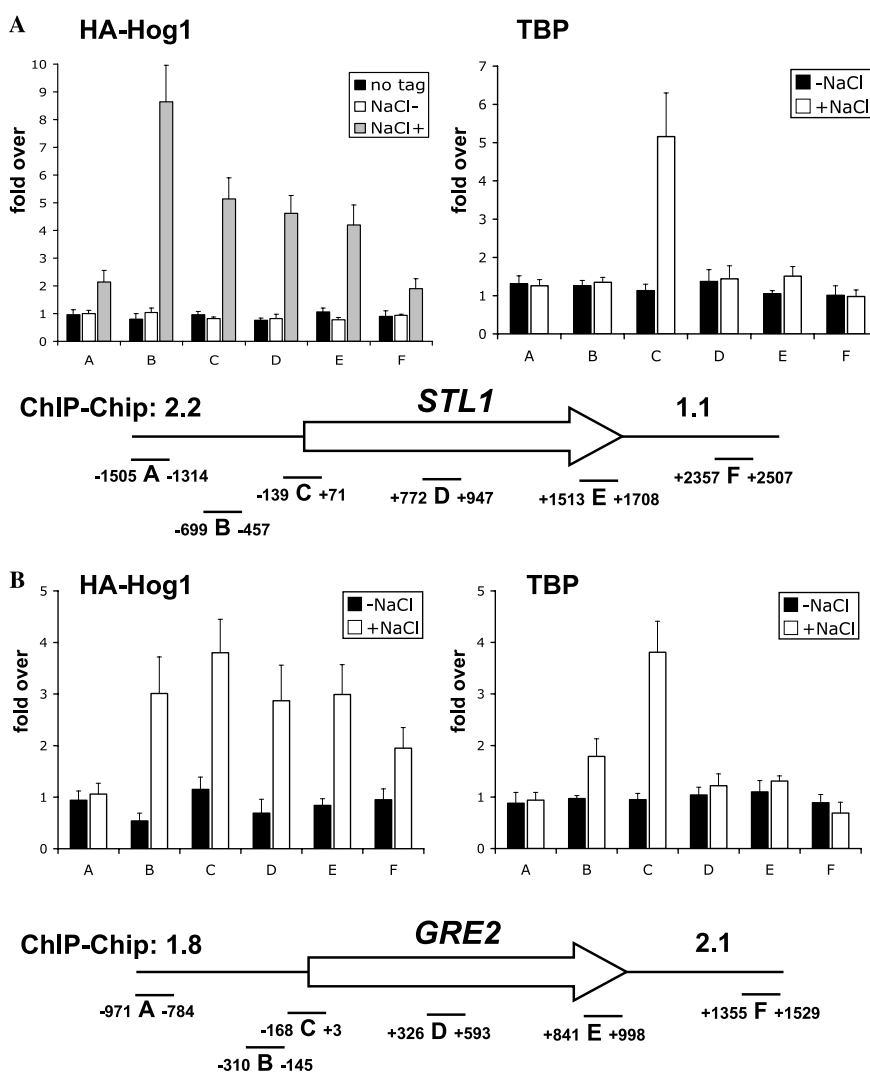 A
HA-Hog1
fold over
10
9
8
7
6
5
4
3
2
1
0
no tag
NaCl-
NaCl+
A B C D E F
TBP
fold over
7
6
5
4
3
2
1
0
-NaCl
+NaCl
A B C D E F
ChIP-Chip: 2.2 STL1 1.1
-1505 A -1314
-699 B -457
-139 C +71
+772 D +947
+1513 E +1708
+2357 F +2507
B
HA-Hog1
fold over
5
4
3
2
1
0
-NaCl
+NaCl
A B C D E F
TBP
fold over
5
4
3
2
1
0
-NaCl
+NaCl
A B C D E F
ChIP-Chip: 1.8 GRE2 2.1
-971 A -784
-310 B -145
-168 C +3
+326 D +593
+841 E +998
+1355 F +1529